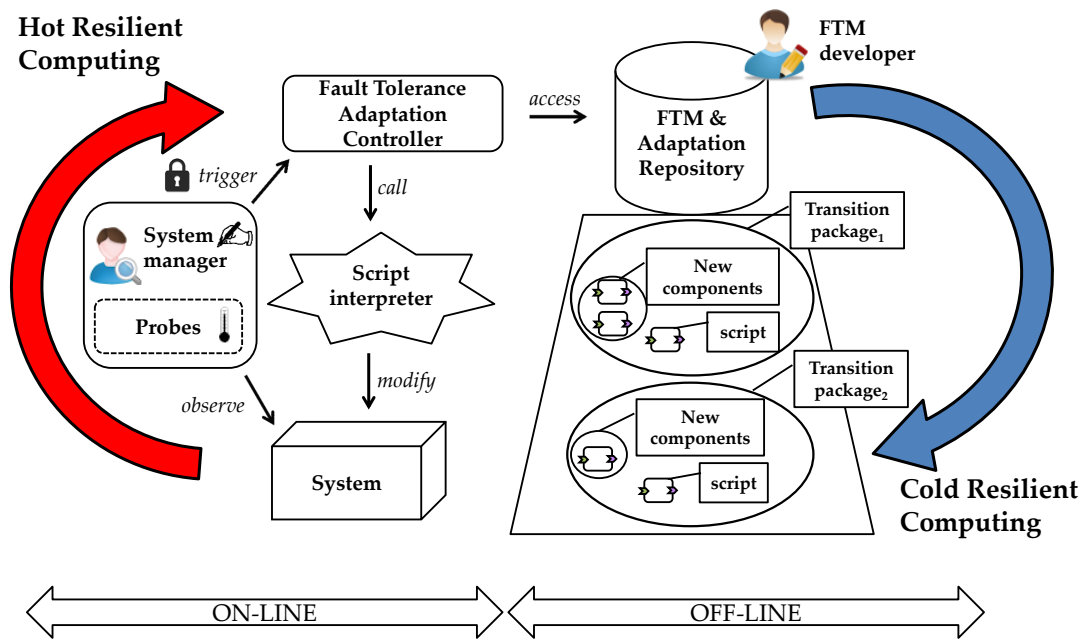 Hot Resilient
Computing
FTM
developer
Fault Tolerance
Adaptation
Controller
access
FTM &
Adaptation
Repository
trigger
call
System
manager
Probes
Script
interpreter
observe
modify
System
Transition
package₁
New
components
script
Transition
package₂
New
components
script
Cold Resilient
Computing
ON-LINE
OFF-LINE